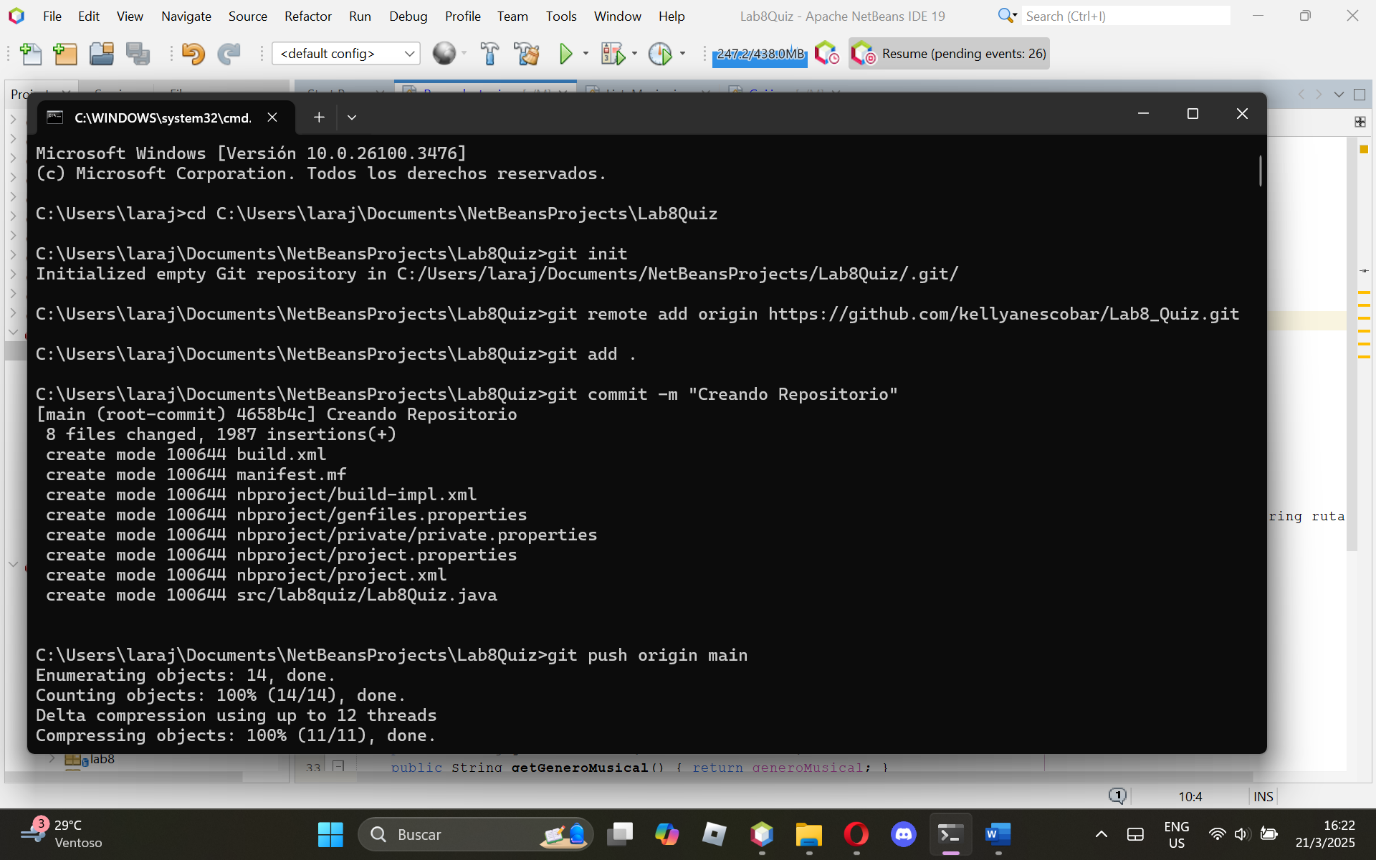 File Edit View Navigate Source Refactor Run Debug Profile Team Tools Window Help
Lab8Quiz - Apache NetBeans IDE 19
Search (Ctrl+I)
<default config>
247.2/438.0MB
Resume (pending events: 26)
C:\WINDOWS\system32\cmd.
Microsoft Windows [Versión 10.0.26100.3476]
(c) Microsoft Corporation. Todos los derechos reservados.
C:\Users\laraj>cd C:\Users\laraj\Documents\NetBeansProjects\Lab8Quiz
C:\Users\laraj\Documents\NetBeansProjects\Lab8Quiz>git init
Initialized empty Git repository in C:/Users/laraj/Documents/NetBeansProjects/Lab8Quiz/.git/
C:\Users\laraj\Documents\NetBeansProjects\Lab8Quiz>git remote add origin https://github.com/kellyanescobar/Lab8_Quiz.git
C:\Users\laraj\Documents\NetBeansProjects\Lab8Quiz>git add .
C:\Users\laraj\Documents\NetBeansProjects\Lab8Quiz>git commit -m "Creando Repositorio"
[main (root-commit) 4658b4c] Creando Repositorio
8 files changed, 1987 insertions(+)
create mode 100644 build.xml
create mode 100644 manifest.mf
create mode 100644 nbproject/build-impl.xml
create mode 100644 nbproject/genfiles.properties
ring ruta
create mode 100644 nbproject/private/private.properties
create mode 100644 nbproject/project.properties
create mode 100644 nbproject/project.xml
create mode 100644 src/lab8quiz/Lab8Quiz.java
C:\Users\laraj\Documents\NetBeansProjects\Lab8Quiz>git push origin main
Enumerating objects: 14, done.
Counting objects: 100% (14/14), done.
Delta compression using up to 12 threads
Compressing objects: 100% (11/11), done.
lab8
33 public String getGeneroMusical() { return generoMusical; }
1
10:4
INS
3
29°C
Ventoso
Buscar
ENG
US
16:22
21/3/2025